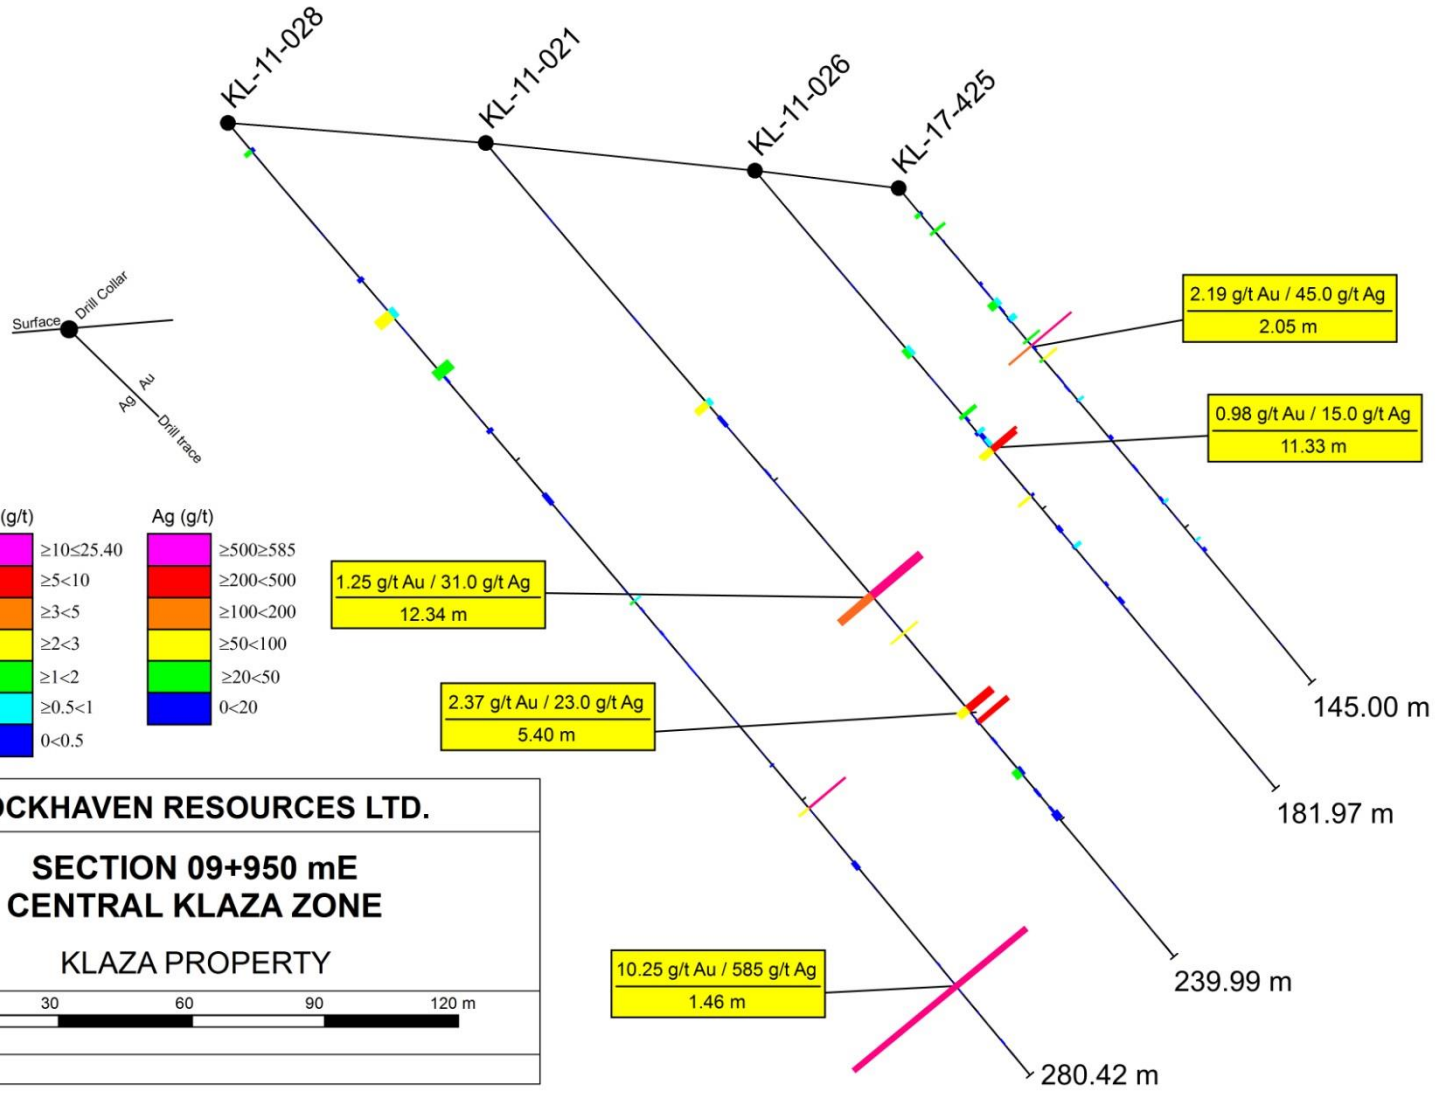 KL-11-028
KL-11-021
KL-11-026
KL-17-425
Surface
Drill Collar
Au
Ag
Drill trace
2.19 g/t Au / 45.0 g/t Ag
2.05 m
0.98 g/t Au / 15.0 g/t Ag
11.33 m
(g/t)
≥10≤25.40
≥5<10
≥3<5
≥2<3
≥1<2
≥0.5<1
0<0.5
Ag (g/t)
≥500≥585
≥200<500
≥100<200
≥50<100
≥20<50
0<20
1.25 g/t Au / 31.0 g/t Ag
12.34 m
2.37 g/t Au / 23.0 g/t Ag
5.40 m
10.25 g/t Au / 585 g/t Ag
1.46 m
145.00 m
181.97 m
239.99 m
280.42 m
OCKHAVEN RESOURCES LTD.
SECTION 09+950 mE
CENTRAL KLAZA ZONE
KLAZA PROPERTY
30 60 90 120 m